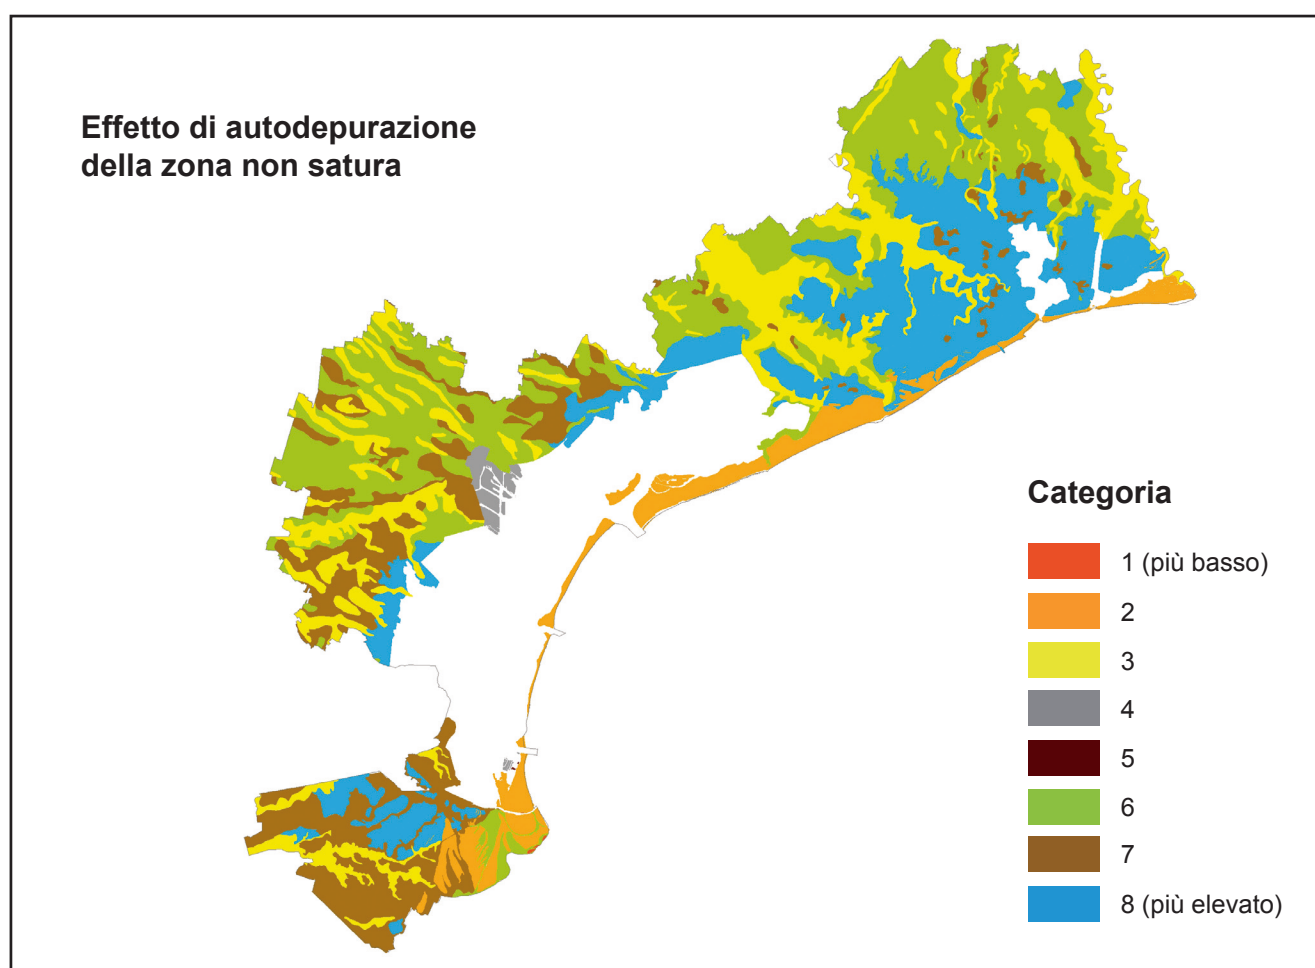 Effetto di autodepurazione
della zona non satura
Categoria
1 (più basso)
2
3
4
5
6
7
8 (più elevato)